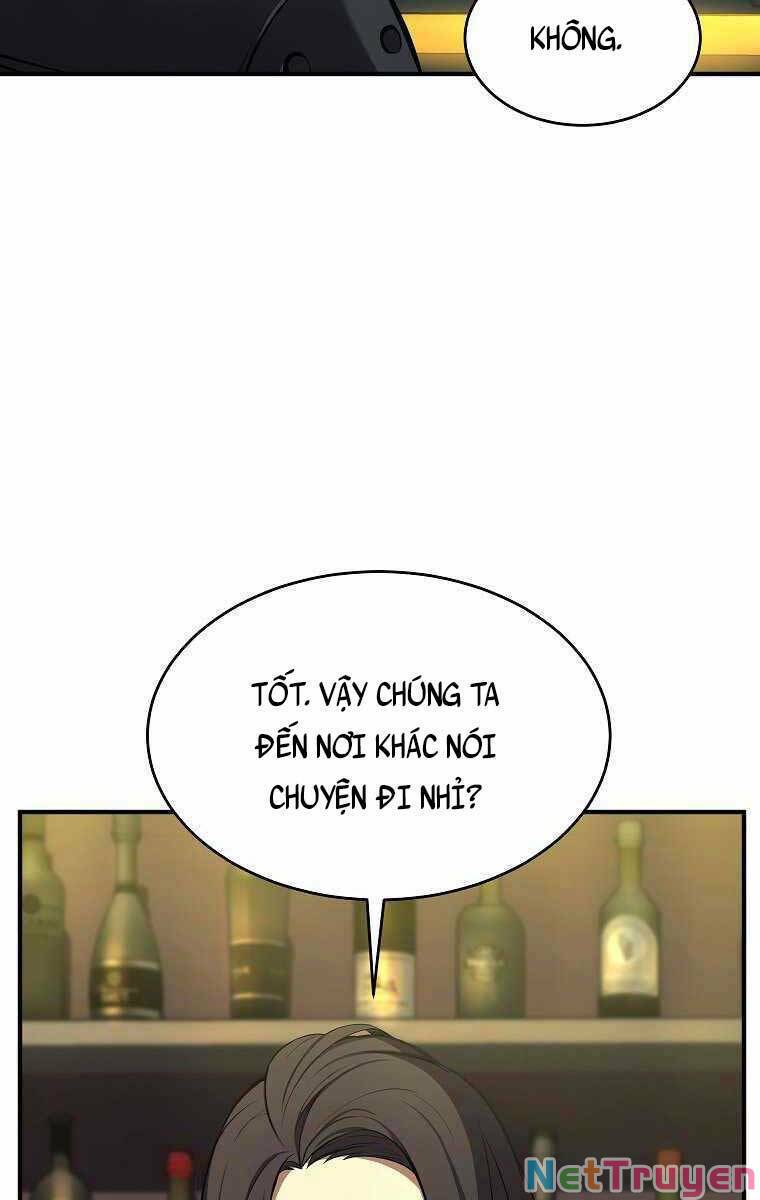 KHÔNG.
TỐT. VẬY CHÚNG TA
ĐẾN NƠI KHÁC NÓI
CHUYỆN ĐI NHỈ?
NetTruyen